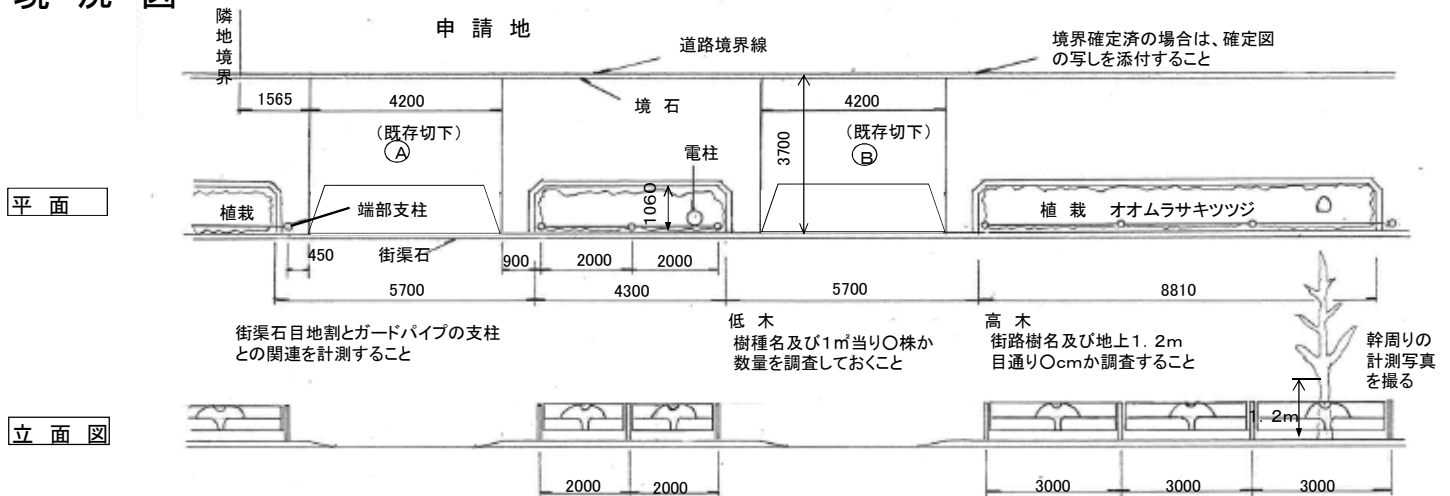 現 況 図
隣地境界
申 請 地
道路境界線
境界確定済の場合は、確定図
の写しを添付すること
1565
4200
境 石
4200
（既存切下）
A
3700
（既存切下）
B
電柱
平 面
植栽
端部支柱
1060
植 栽 オオムラサキツツジ
450
街渠石
900
2000
2000
5700
4300
5700
8810
街渠石目地割とガードパイプの支柱
との関連を計測すること
低 木
樹種名及び1㎡当り〇株か
数量を調査しておくこと
高 木
街路樹名及び地上1．2m
目通り〇cmか調査すること
幹周りの
計測写真
を撮る
立 面 図
1．2m
2000
2000
3000
3000
3000